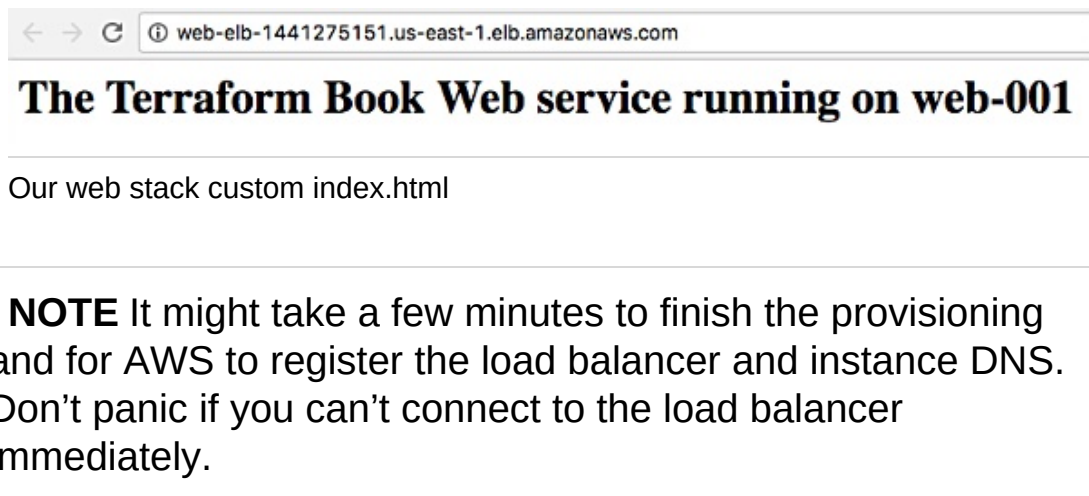 web-elb-1441275151.us-east-1.elb.amazonaws.com
The Terraform Book Web service running on web-001
Our web stack custom index.html
NOTE It might take a few minutes to finish the provisioning
and for AWS to register the load balancer and instance DNS.
Don’t panic if you can’t connect to the load balancer
immediately.